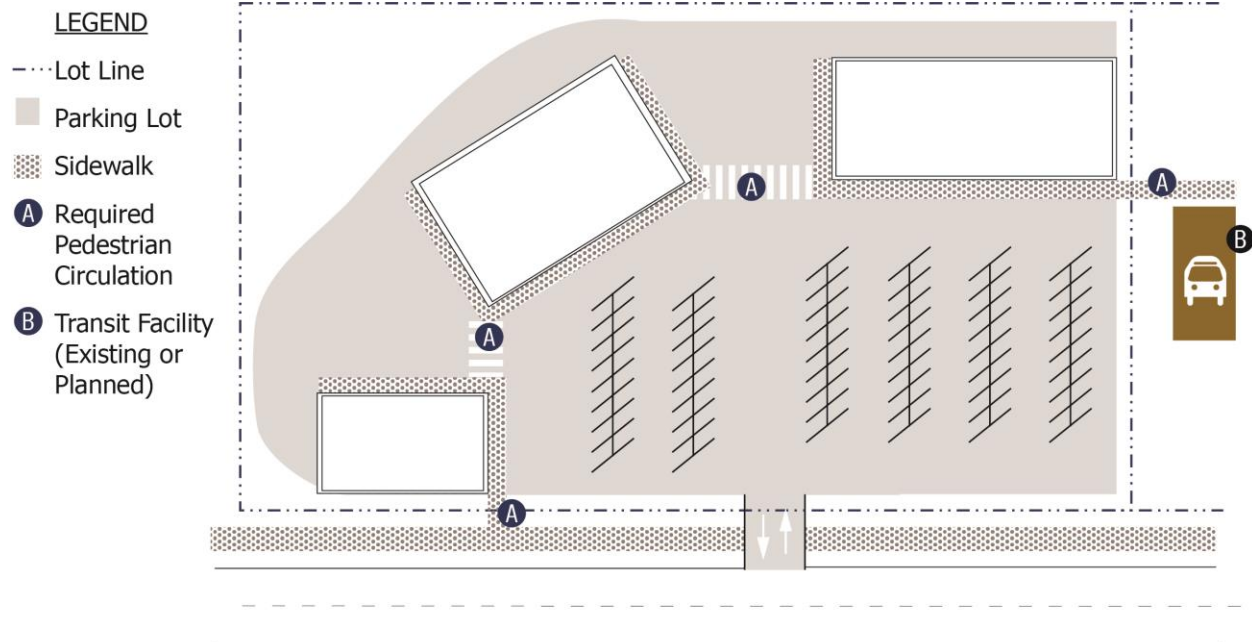 LEGEND
Lot Line
Parking Lot
Sidewalk
A Required
Pedestrian
Circulation
B Transit Facility
(Existing or
Planned)
A
A
B
A
A